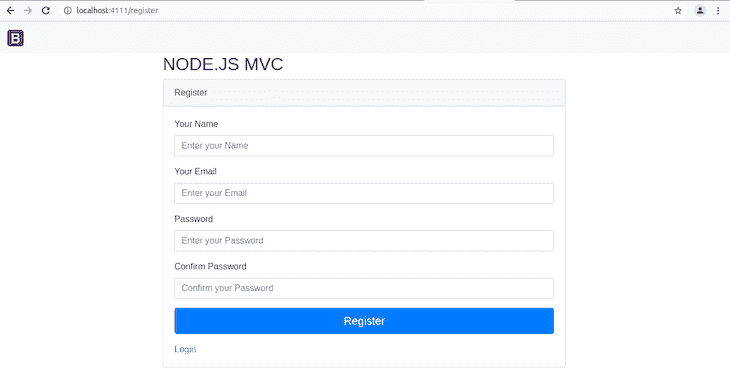 localhost:4111/register
B
NODE.JS MVC
Register
Your Name
Enter your Name
Your Email
Enter your Email
Password
Enter your Password
Confirm Password
Confirm your Password
Register
Login